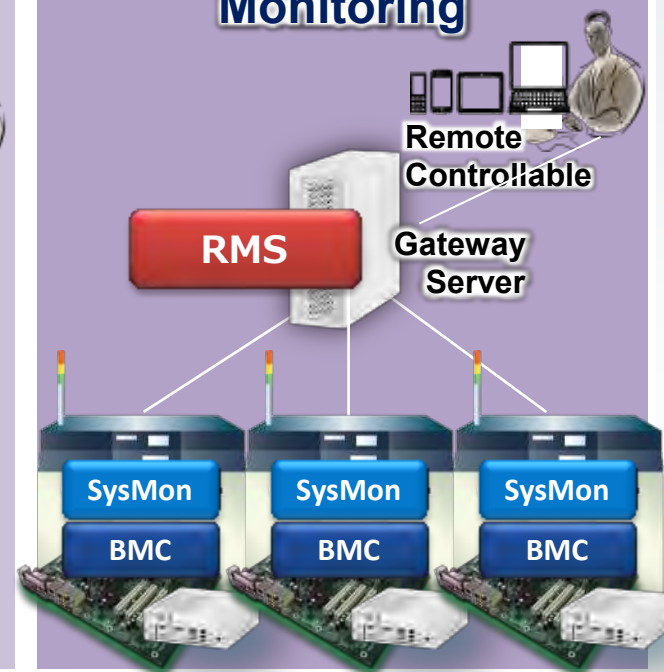 Monitoring
Remote
Controllable
RMS
Gateway
Server
SysMon
SysMon
SysMon
BMC
BMC
BMC